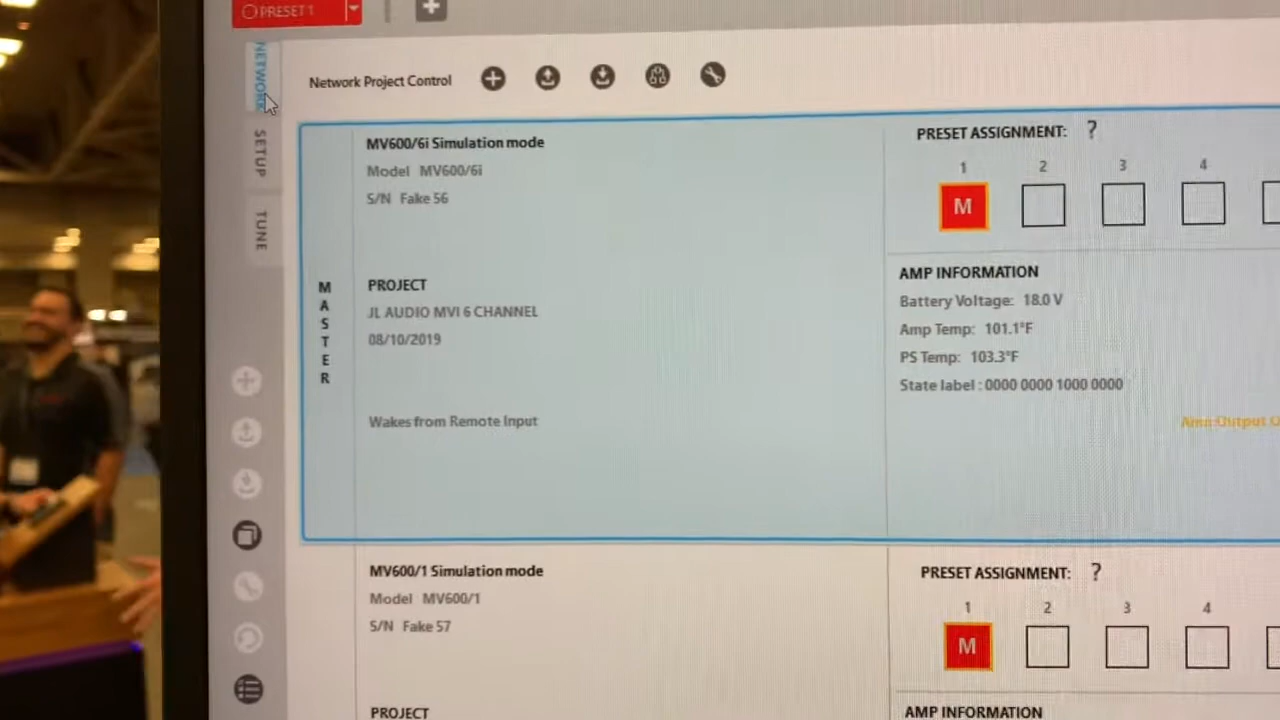 PRESET 1
NETWORK
SETUP
TUNE
Network Project Control
MASTER
MV600/6i Simulation mode
Model MV600/6i
S/N Fake 56
PROJECT
JL AUDIO MVI 6 CHANNEL
08/10/2019
Wakes from Remote Input
PRESET ASSIGNMENT: ?
1 2 3 4
M
AMP INFORMATION
Battery Voltage: 18.0 V
Amp Temp: 101.1°F
PS Temp: 103.3°F
State label : 0000 0000 1000 0000
Amp Output O
MV600/1 Simulation mode
Model MV600/1
S/N Fake 57
PROJECT
PRESET ASSIGNMENT: ?
1 2 3 4
M
AMP INFORMATION